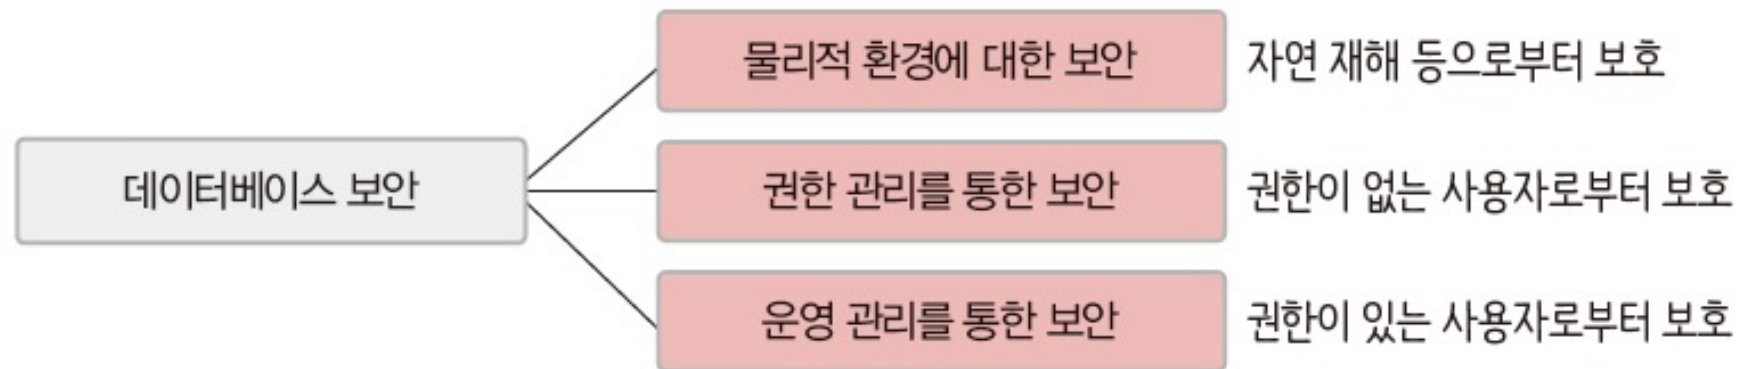 물리적 환경에 대한 보안 자연 재해 등으로부터 보호
데이터베이스 보안 권한 관리를 통한 보안 권한이 없는 사용자로부터 보호
운영 관리를 통한 보안 권한이 있는 사용자로부터 보호